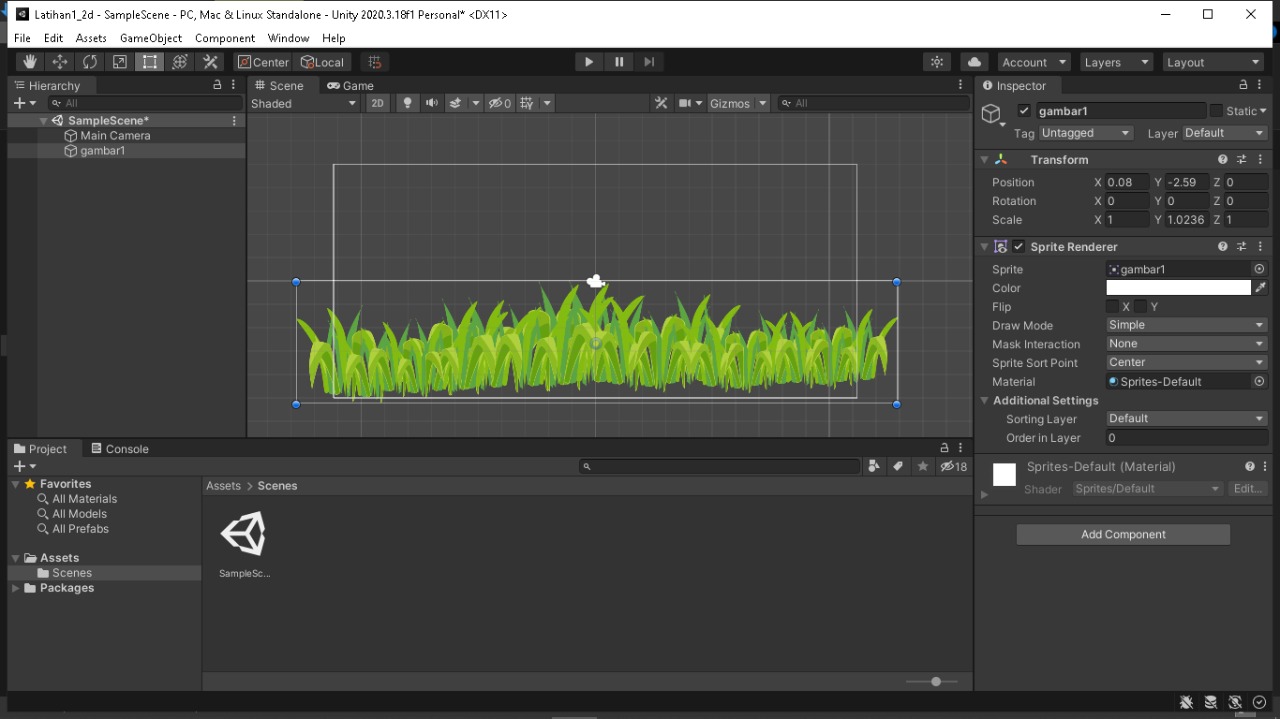 Latihan1_2d - SampleScene - PC, Mac & Linux Standalone - Unity 2020.3.18f1 Personal* <DX11>
File Edit Assets GameObject Component Window Help
Center Local Account Layers Layout
Hierarchy
All
SampleScene*
Main Camera
gambar1
Scene Game
Shaded 2D 0 Gizmos All
Inspector
gambar1 Static
Tag Untagged Layer Default
Transform
Position X 0.08 Y -2.59 Z 0
Rotation X 0 Y 0 Z 0
Scale X 1 Y 1.0236 Z 1
Sprite Renderer
Sprite gambar1
Color
Flip X Y
Draw Mode Simple
Mask Interaction None
Sprite Sort Point Center
Material Sprites-Default
Additional Settings
Sorting Layer Default
Order in Layer 0
Sprites-Default (Material)
Shader Sprites/Default Edit...
Add Component
Project Console
18
Favorites
All Materials
All Models
All Prefabs
Assets
Scenes
Packages
Assets > Scenes
SampleSc...